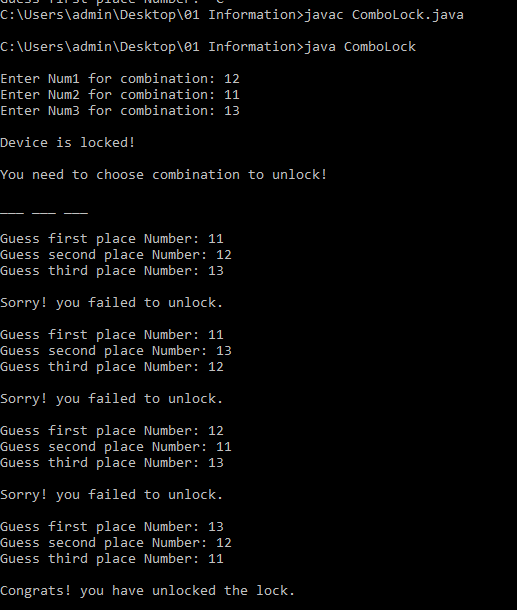 C:\Users\admin\Desktop\01 Information>javac ComboLock.java
C:\Users\admin\Desktop\01 Information>java ComboLock
Enter Num1 for combination: 12
Enter Num2 for combination: 11
Enter Num3 for combination: 13
Device is locked!
You need to choose combination to unlock!
___ ___ ___
Guess first place Number: 11
Guess second place Number: 12
Guess third place Number: 13
Sorry! you failed to unlock.
Guess first place Number: 11
Guess second place Number: 13
Guess third place Number: 12
Sorry! you failed to unlock.
Guess first place Number: 12
Guess second place Number: 11
Guess third place Number: 13
Sorry! you failed to unlock.
Guess first place Number: 13
Guess second place Number: 12
Guess third place Number: 11
Congrats! you have unlocked the lock.